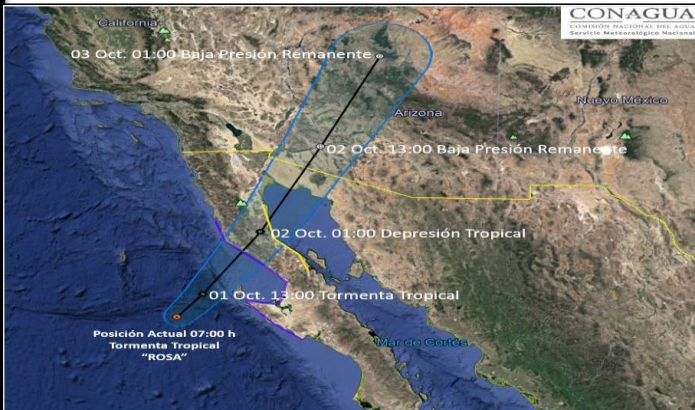 CONAGUA
COMISIÓN NACIONAL DEL AGUA
Servicio Meteorológico Nacional
California
03 Oct. 01:00 Baja Presión Remanente
Nuevo México
Arizona
02 Oct. 13:00 Baja Presión Remanente
02 Oct. 01:00 Depresión Tropical
01 Oct. 13:00 Tormenta Tropical
Posición Actual 07:00 h
Tormenta Tropical
“ROSA”
Mar de Cortés